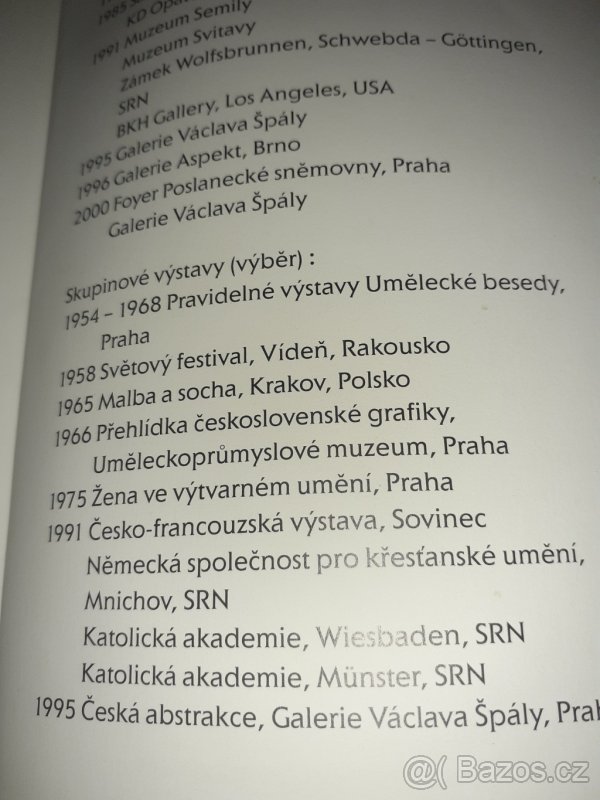 1985
KD Opa
1991 Muzeum Semily
Muzeum Svitavy
Zámek Wolfsbrunnen, Schwebda – Göttingen,
SRN
BKH Gallery, Los Angeles, USA
1995 Galerie Václava Špály
1996 Galerie Aspekt, Brno
2000 Foyer Poslanecké sněmovny, Praha
Galerie Václava Špály
Skupinové výstavy (výběr) :
1954 – 1968 Pravidelné výstavy Umělecké besedy,
Praha
1958 Světový festival, Vídeň, Rakousko
1965 Malba a socha, Krakov, Polsko
1966 Přehlídka československé grafiky,
Uměleckoprůmyslové muzeum, Praha
1975 Žena ve výtvarném umění, Praha
1991 Česko-francouzská výstava, Sovinec
Německá společnost pro křesťanské umění,
Mnichov, SRN
Katolická akademie, Wiesbaden, SRN
Katolická akademie, Münster, SRN
1995 Česká abstrakce, Galerie Václava Špály, Prah
@( Bazos.cz